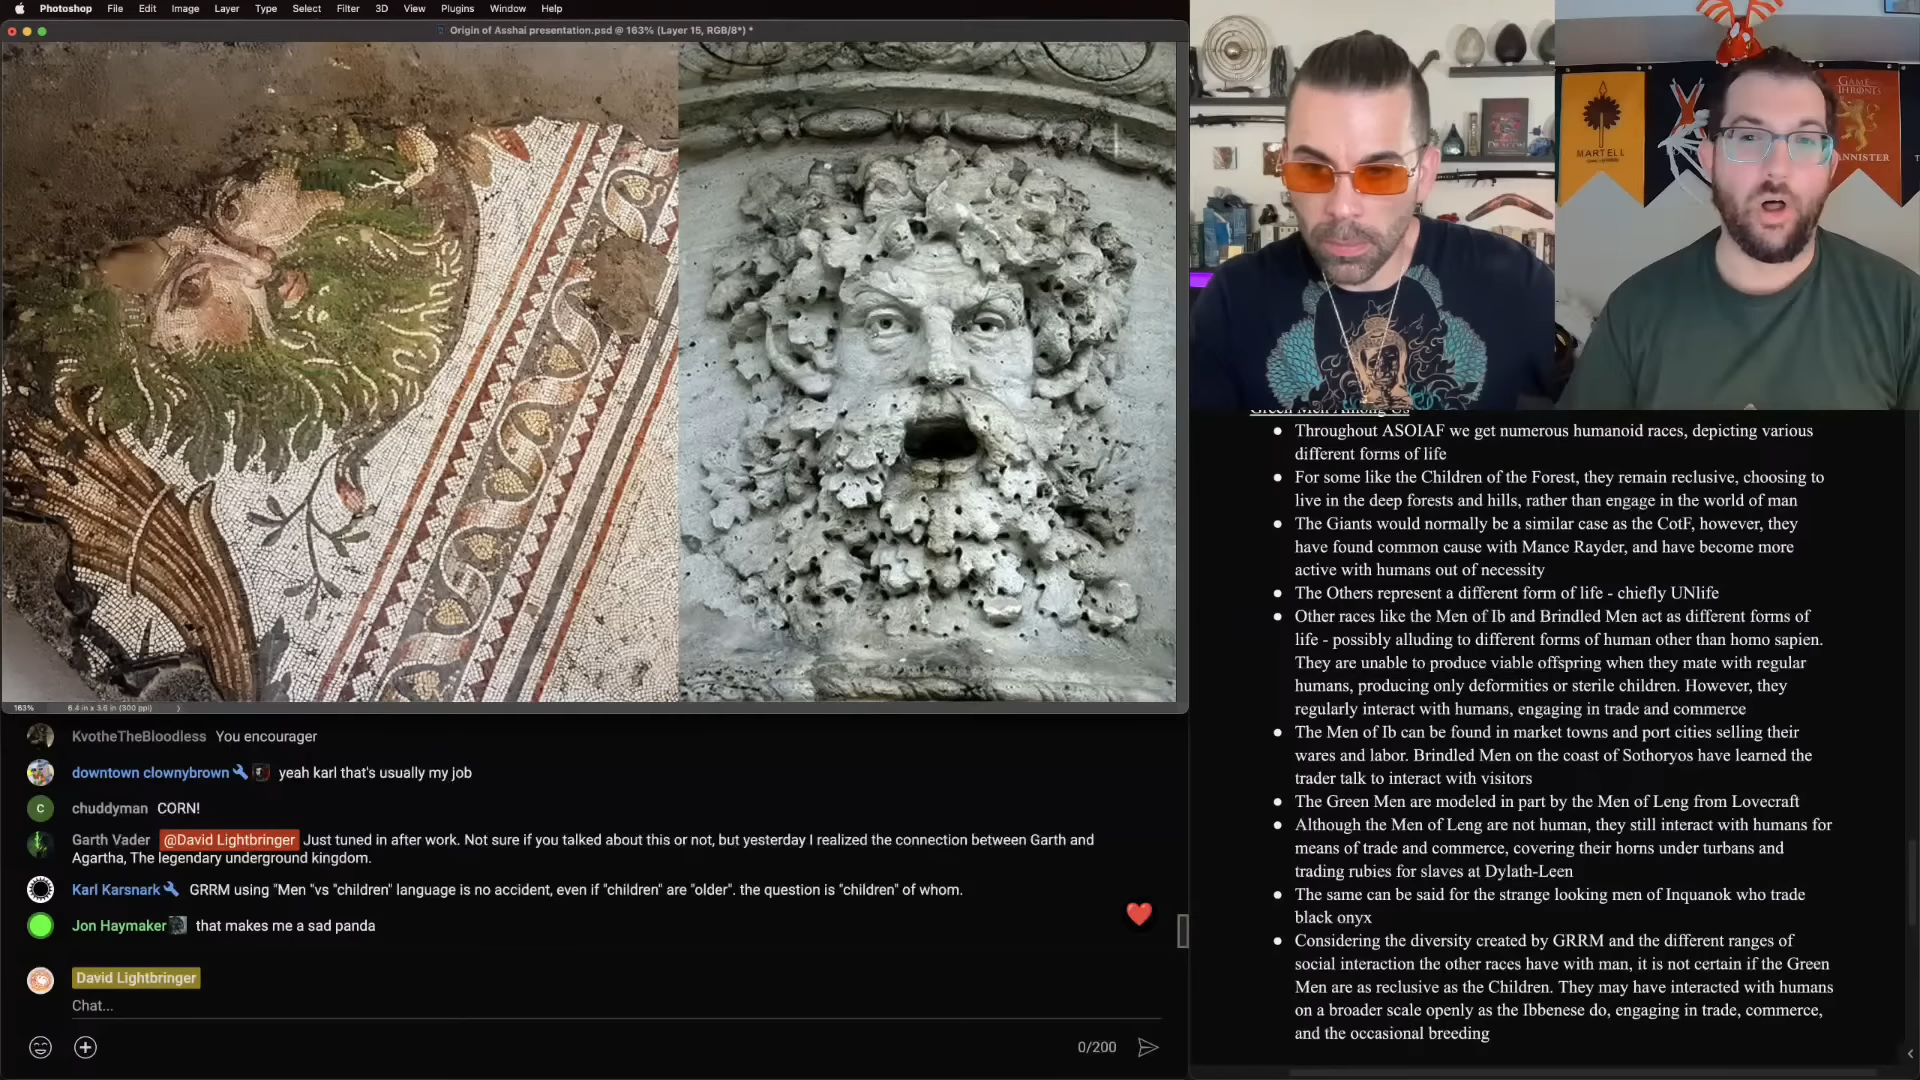 Photoshop File Edit Image Layer Type Select Filter 3D View Plugins Window Help
Origin of Asshai presentation.psd @ 163% (Layer 15, RGB/8*) *
MARTELL
GAME OF THRONES
LANNISTER
DRAGON
163% 6.4 in x 3.6 in (300 ppi)
KvotheTheBloodless You encourager
downtown clownybrown yeah karl that's usually my job
C chuddyman CORN!
Garth Vader @David Lightbringer Just tuned in after work. Not sure if you talked about this or not, but yesterday I realized the connection between Garth and
Agartha, The legendary underground kingdom.
Karl Karsnark GRRM using "Men "vs "children" language is no accident, even if "children" are "older". the question is "children" of whom.
Jon Haymaker that makes me a sad panda
David Lightbringer
Chat...
0/200
Green Men Among Us
● Throughout ASOIAF we get numerous humanoid races, depicting various
different forms of life
● For some like the Children of the Forest, they remain reclusive, choosing to
live in the deep forests and hills, rather than engage in the world of man
● The Giants would normally be a similar case as the CotF, however, they
have found common cause with Mance Rayder, and have become more
active with humans out of necessity
● The Others represent a different form of life - chiefly UNlife
● Other races like the Men of Ib and Brindled Men act as different forms of
life - possibly alluding to different forms of human other than homo sapien.
They are unable to produce viable offspring when they mate with regular
humans, producing only deformities or sterile children. However, they
regularly interact with humans, engaging in trade and commerce
● The Men of Ib can be found in market towns and port cities selling their
wares and labor. Brindled Men on the coast of Sothoryos have learned the
trader talk to interact with visitors
● The Green Men are modeled in part by the Men of Leng from Lovecraft
● Although the Men of Leng are not human, they still interact with humans for
means of trade and commerce, covering their horns under turbans and
trading rubies for slaves at Dylath-Leen
● The same can be said for the strange looking men of Inquanok who trade
black onyx
● Considering the diversity created by GRRM and the different ranges of
social interaction the other races have with man, it is not certain if the Green
Men are as reclusive as the Children. They may have interacted with humans
on a broader scale openly as the Ibbenese do, engaging in trade, commerce,
and the occasional breeding